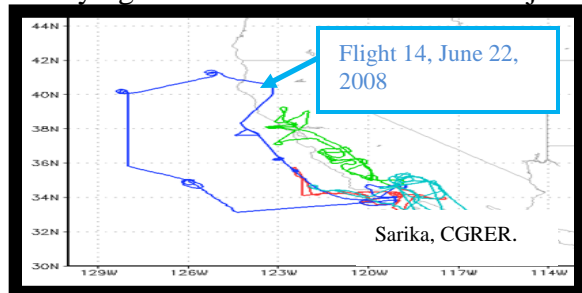 44N
Flight 14, June 22,
2008
42N
40N
38N
36N
34N
32N
Sarika, CGRER.
30N
129W 126W 123W 120W 117W 114W